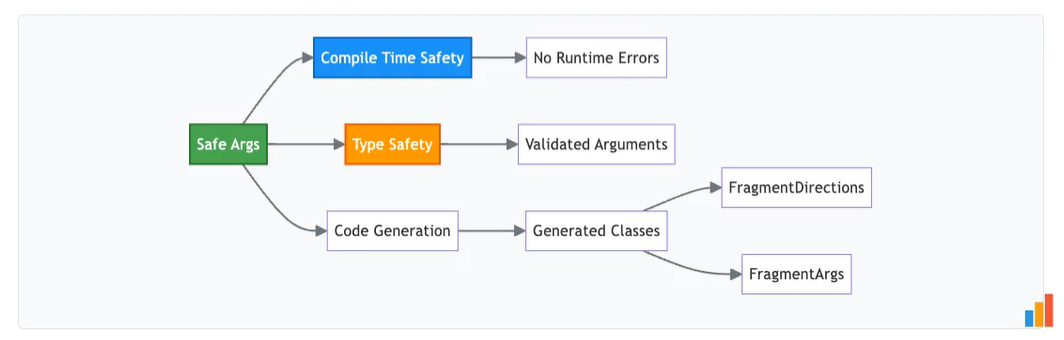 Compile Time Safety
No Runtime Errors
Safe Args
Type Safety
Validated Arguments
FragmentDirections
Code Generation
Generated Classes
FragmentArgs